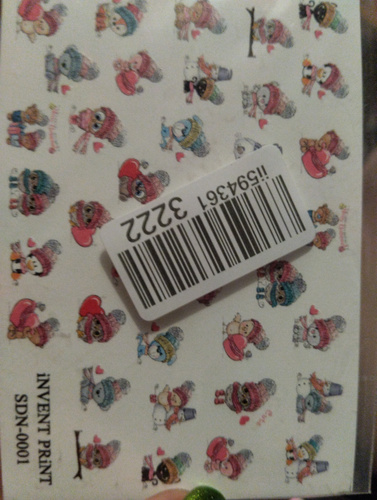 ii594361
3222
iNVENT PRiNT
SDN-0001